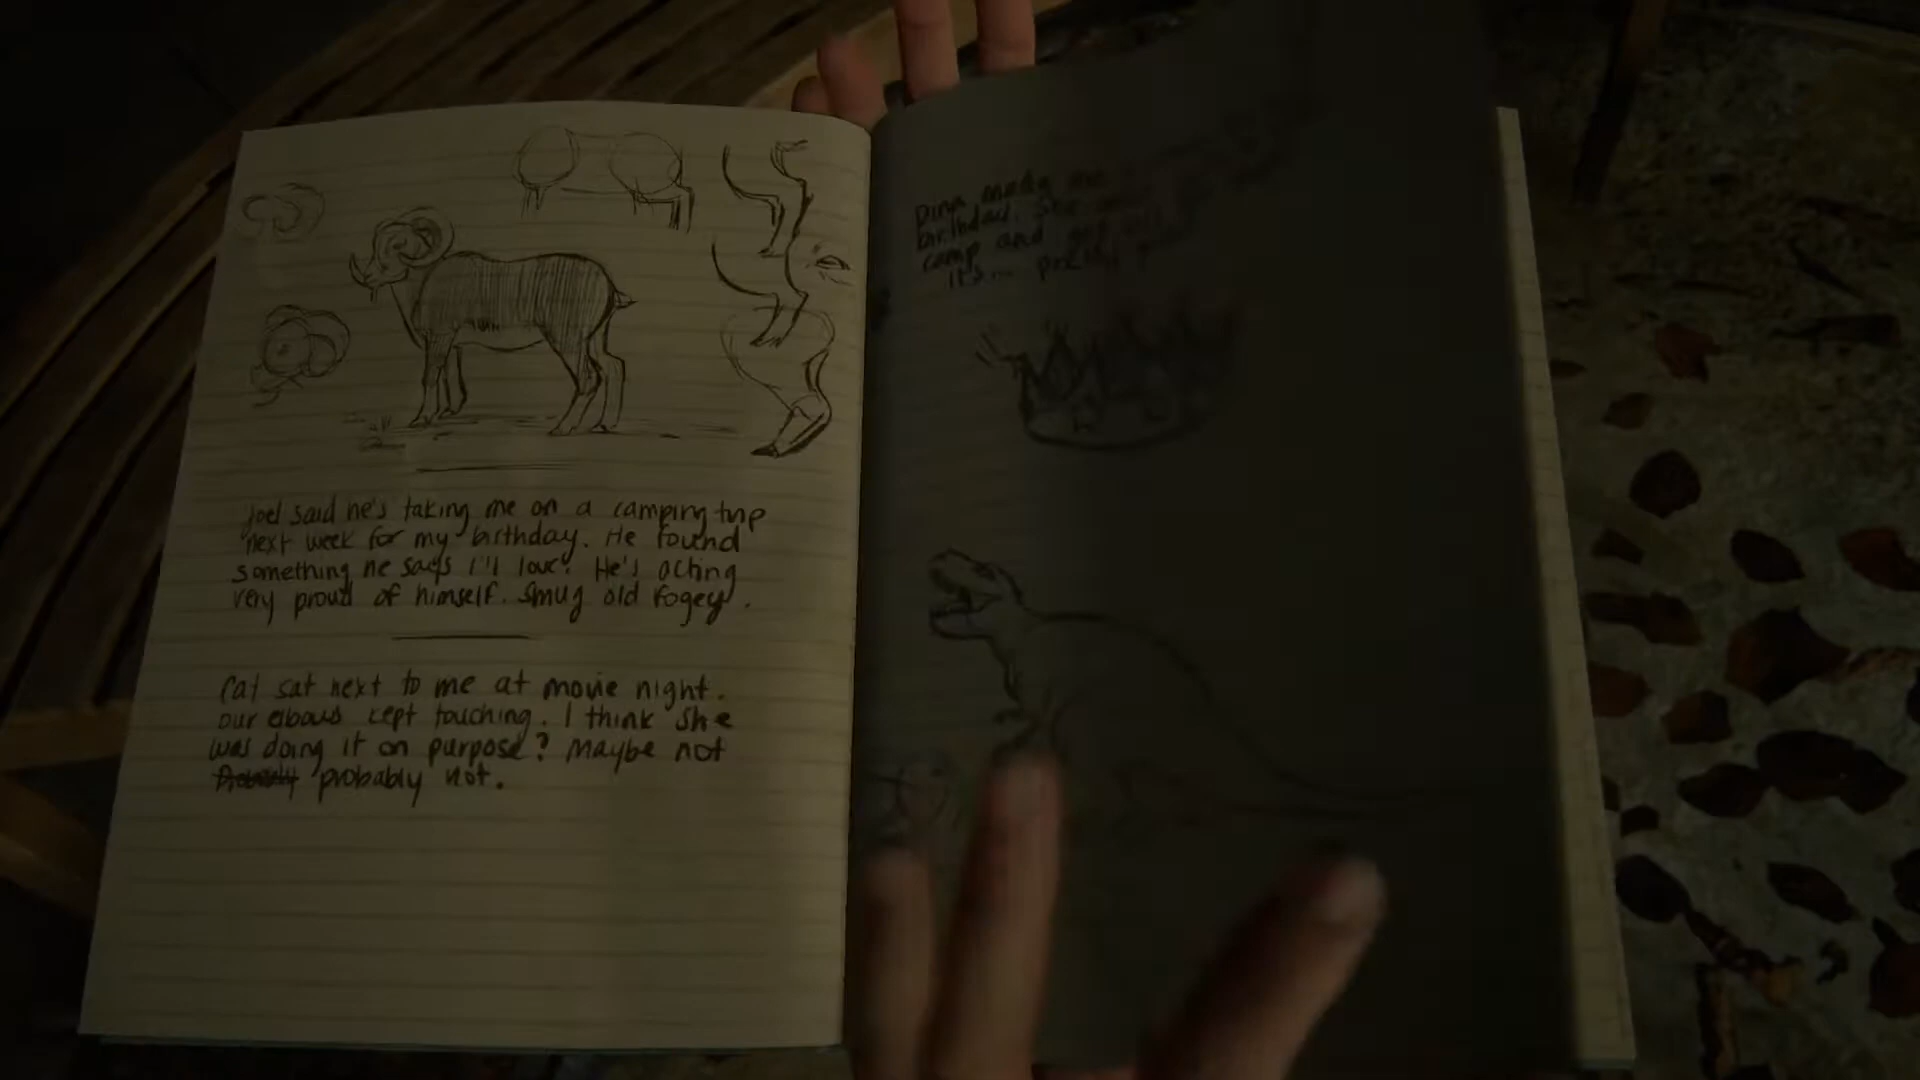 Joel said he's taking me on a camping trip
next week for my birthday. He found
something he says I'll love? He's acting
very proud of himself. Smug old fogey.
Cat sat next to me at movie night.
our elbows kept touching. I think she
was doing it on purpose? Maybe not
probably not.
Dina made me
birthday. She
camp and
it's...